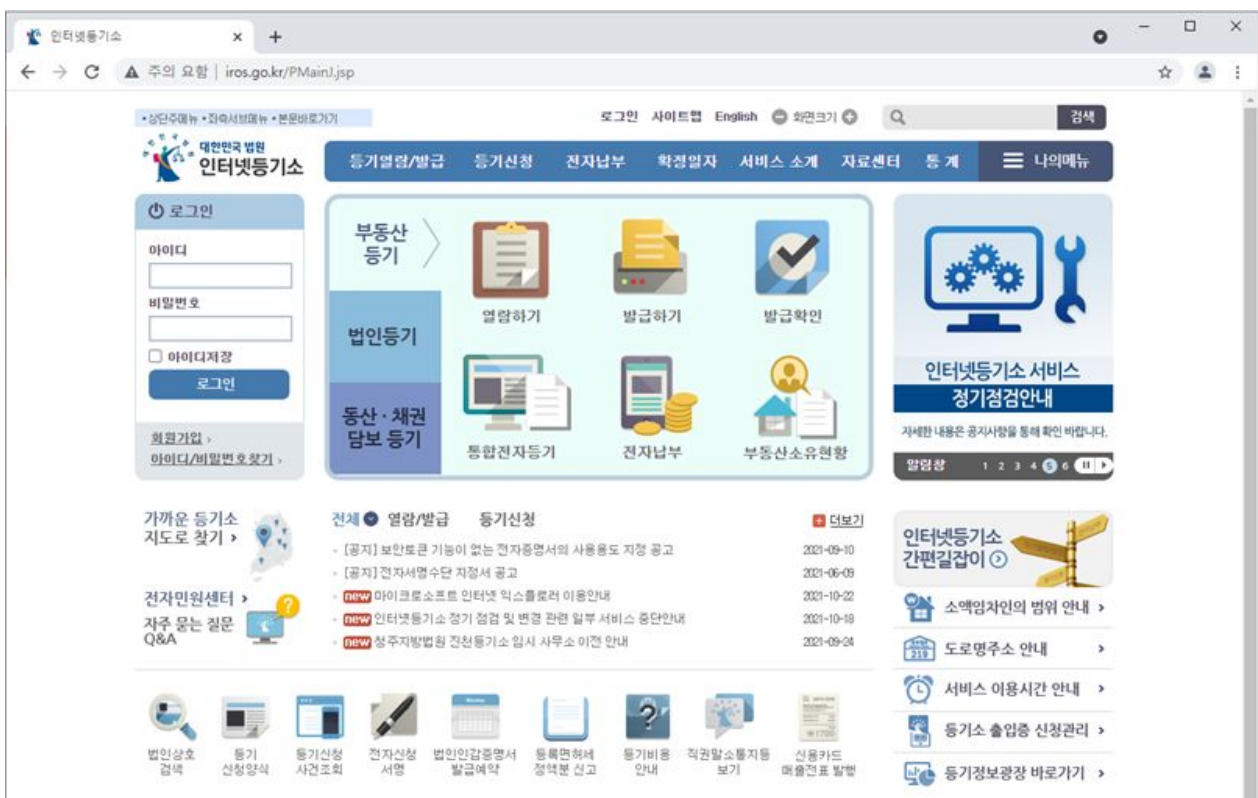 인터넷등기소
주의 요함 | iros.go.kr/PMainJ.jsp
•상단주메뉴 •좌측서브메뉴 •본문바로가기
로그인 사이트맵 English 화면크기
검색
대한민국 법원
인터넷등기소
등기열람/발급 등기신청 전자납부 확정일자 서비스 소개 자료센터 통 계 나의메뉴
로그인
아이디
비밀번호
아이디저장
로그인
회원가입 ›
아이디/비밀번호찾기 ›
부동산
등기
법인등기
동산 · 채권
담보 등기
열람하기 발급하기 발급확인
통합전자등기 전자납부 부동산소유현황
인터넷등기소 서비스
정기점검안내
자세한 내용은 공지사항을 통해 확인 바랍니다.
알림창 1 2 3 4 5 6
가까운 등기소
지도로 찾기 ›
전자민원센터 ›
자주 묻는 질문
Q&A
전체 열람/발급 등기신청 더보기
[공지] 보안토큰 기능이 없는 전자증명서의 사용용도 지정 공고 2021-09-10
[공지] 전자서명수단 지정서 공고 2021-06-09
new 마이크로소프트 인터넷 익스플로러 이용안내 2021-10-22
new 인터넷등기소 정기 점검 및 변경 관련 일부 서비스 중단안내 2021-10-18
new 청주지방법원 진천등기소 임시 사무소 이전 안내 2021-09-24
인터넷등기소
간편길잡이
소액임차인의 범위 안내 ›
219
도로명주소 안내 ›
서비스 이용시간 안내 ›
등기소 출입증 신청관리 ›
등기정보광장 바로가기 ›
법인상호
검색
등기
신청양식
등기신청
사건조회
전자신청
서명
법인인감증명서
발급예약
등록면허세
정액분 신고
등기비용
안내
직권말소통지등
보기
신용카드
매출전표 발행